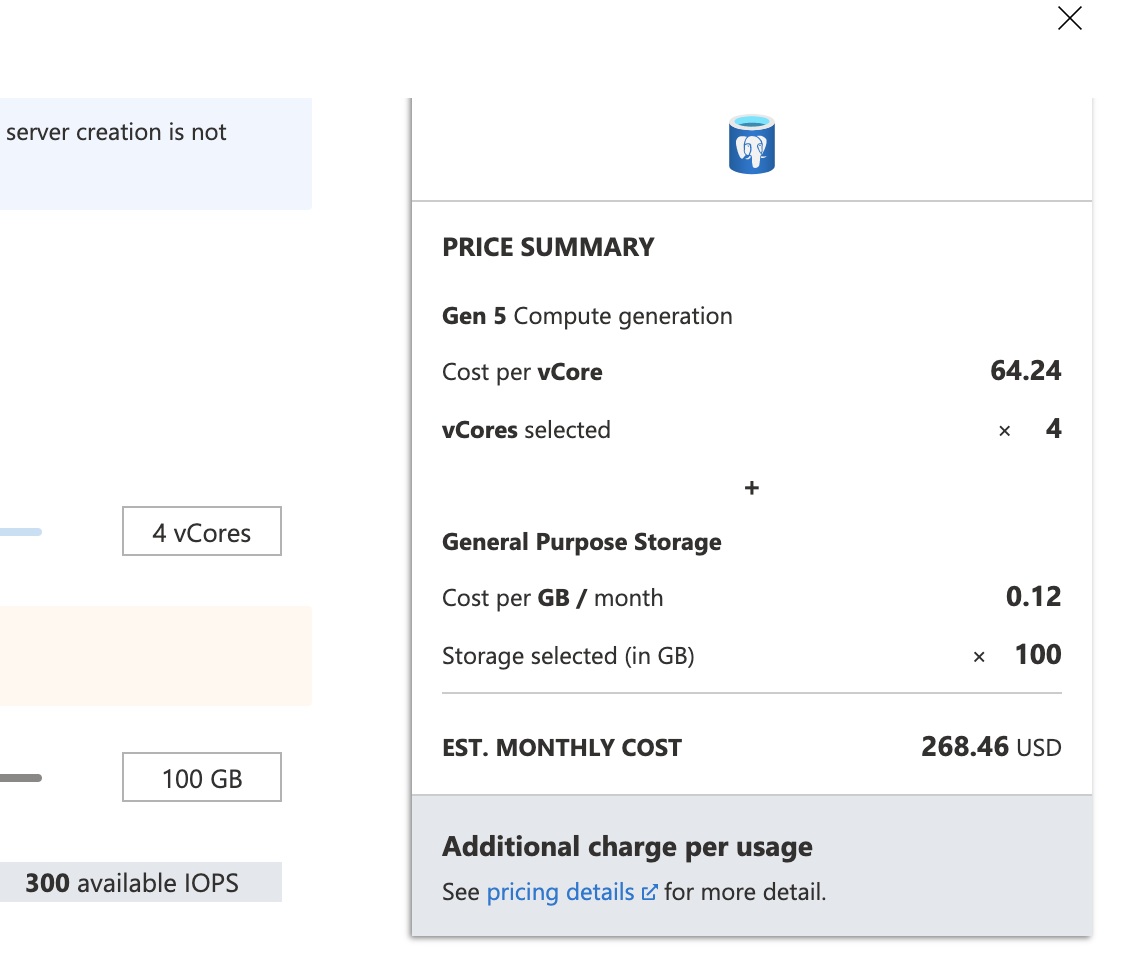 server creation is not
4 vCores
100 GB
300 available IOPS
PRICE SUMMARY
Gen 5 Compute generation
Cost per vCore 64.24
vCores selected × 4
+
General Purpose Storage
Cost per GB / month 0.12
Storage selected (in GB) × 100
EST. MONTHLY COST 268.46 USD
Additional charge per usage
See pricing details for more detail.